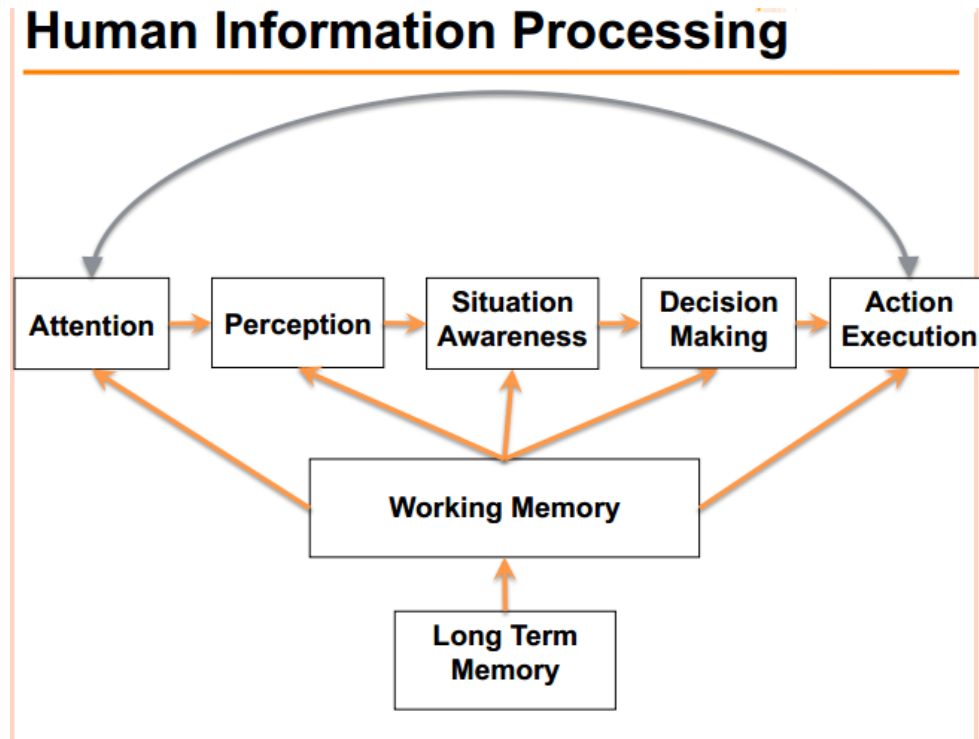 Human Information Processing
Attention
Perception
Situation
Awareness
Decision
Making
Action
Execution
Working Memory
Long Term
Memory